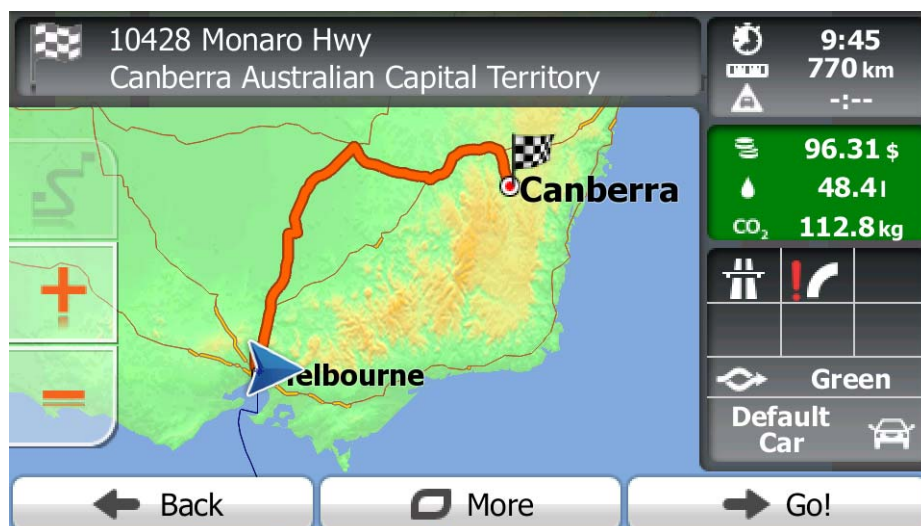 10428 Monaro Hwy
Canberra Australian Capital Territory
9:45
770 km
-:--
96.31 $
48.4 l
CO₂ 112.8 kg
Canberra
elbourne
Green
Default
Car
Back
More
Go!